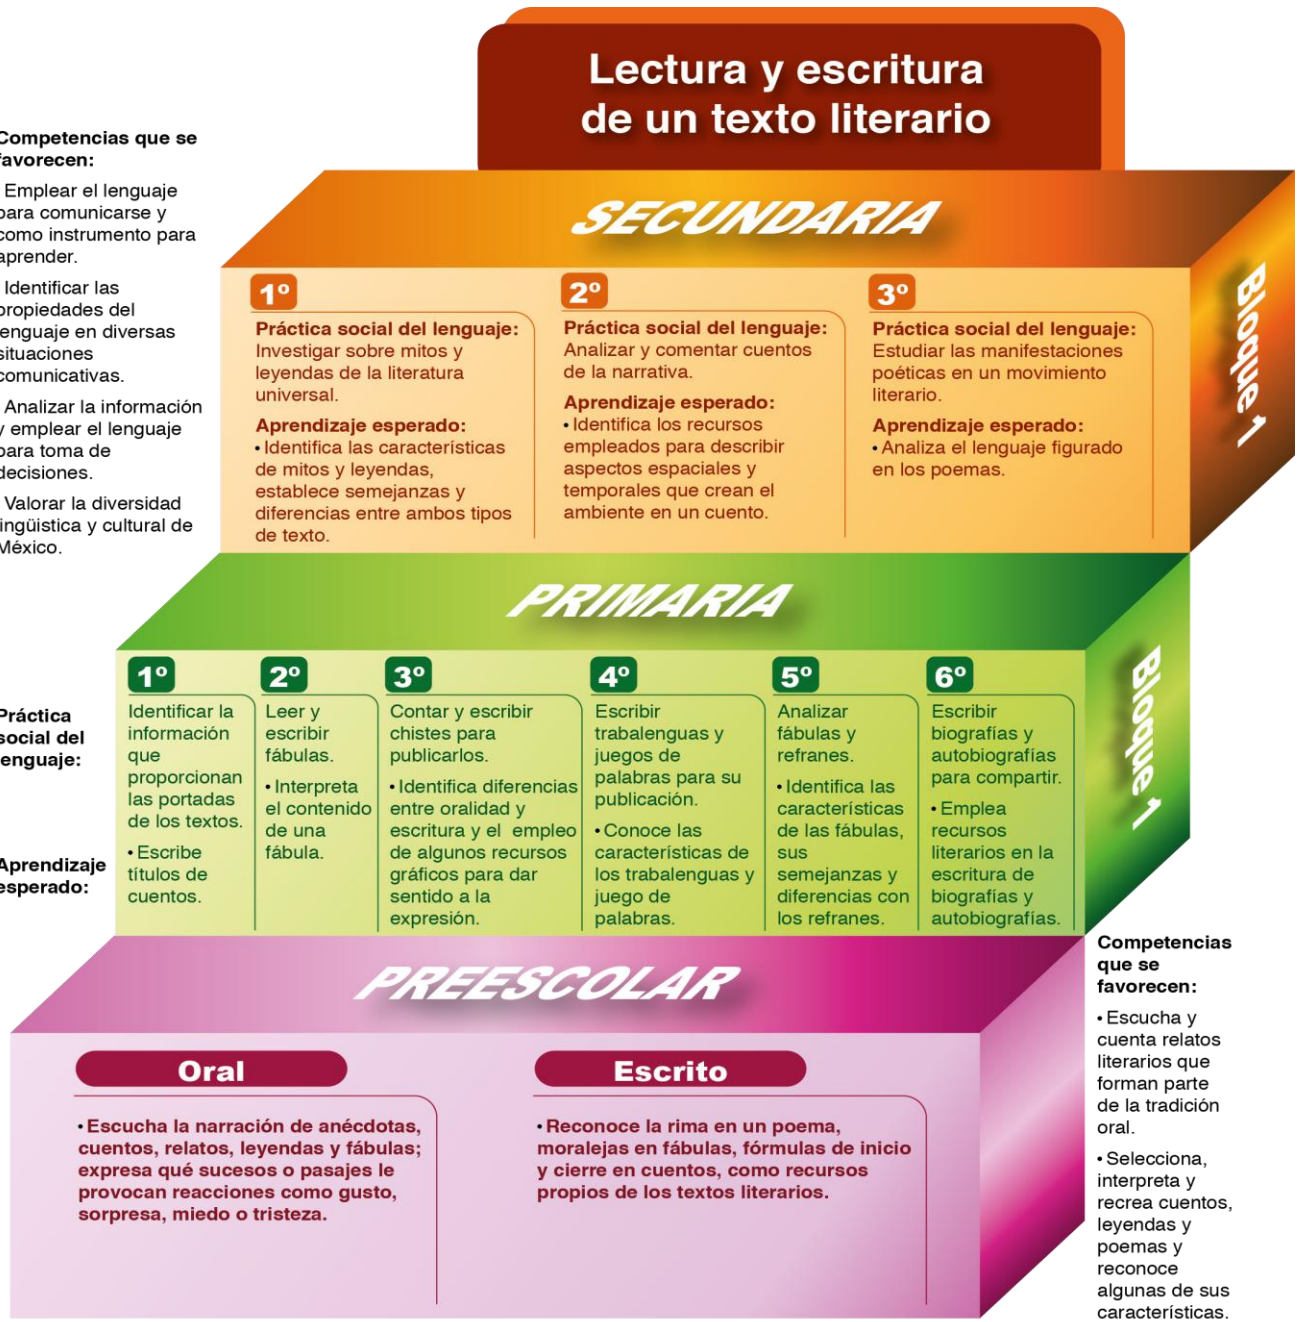 Lectura y escritura
de un texto literario
Competencias que se
favorecen:
Emplear el lenguaje
para comunicarse y
como instrumento para
aprender.
Identificar las
propiedades del
lenguaje en diversas
situaciones
comunicativas.
Analizar la información
y emplear el lenguaje
para toma de
decisiones.
Valorar la diversidad
lingüistica y cultural de
México.
SECUNDARIA
Bloque 1
1º
Práctica social del lenguaje:
Investigar sobre mitos y
leyendas de la literatura
universal.
Aprendizaje esperado:
• Identifica las características
de mitos y leyendas,
establece semejanzas y
diferencias entre ambos tipos
de texto.
2º
Práctica social del lenguaje:
Analizar y comentar cuentos
de la narrativa.
Aprendizaje esperado:
• Identifica los recursos
empleados para describir
aspectos espaciales y
temporales que crean el
ambiente en un cuento.
3º
Práctica social del lenguaje:
Estudiar las manifestaciones
poéticas en un movimiento
literario.
Aprendizaje esperado:
• Analiza el lenguaje figurado
en los poemas.
PRIMARIA
Bloque 1
Práctica
social del
lenguaje:
Aprendizaje
esperado:
1º
Identificar la
información
que
proporcionan
las portadas
de los textos.
• Escribe
títulos de
cuentos.
2º
Leer y
escribir
fábulas.
• Interpreta
el contenido
de una
fábula.
3º
Contar y escribir
chistes para
publicarlos.
• Identifica diferencias
entre oralidad y
escritura y el empleo
de algunos recursos
gráficos para dar
sentido a la
expresión.
4º
Escribir
trabalenguas y
juegos de
palabras para su
publicación.
• Conoce las
características de
los trabalenguas y
juego de
palabras.
5º
Analizar
fábulas y
refranes.
• Identifica las
características
de las fábulas,
sus
semejanzas y
diferencias con
los refranes.
6º
Escribir
biografías y
autobiografías
para compartir.
• Emplea
recursos
literarios en la
escritura de
biografías y
autobiografías.
PREESCOLAR
Oral
• Escucha la narración de anécdotas,
cuentos, relatos, leyendas y fábulas;
expresa qué sucesos o pasajes le
provocan reacciones como gusto,
sorpresa, miedo o tristeza.
Escrito
• Reconoce la rima en un poema,
moralejas en fábulas, fórmulas de inicio
y cierre en cuentos, como recursos
propios de los textos literarios.
Competencias
que se
favorecen:
• Escucha y
cuenta relatos
literarios que
forman parte
de la tradición
oral.
• Selecciona,
interpreta y
recrea cuentos,
leyendas y
poemas y
reconoce
algunas de sus
características.